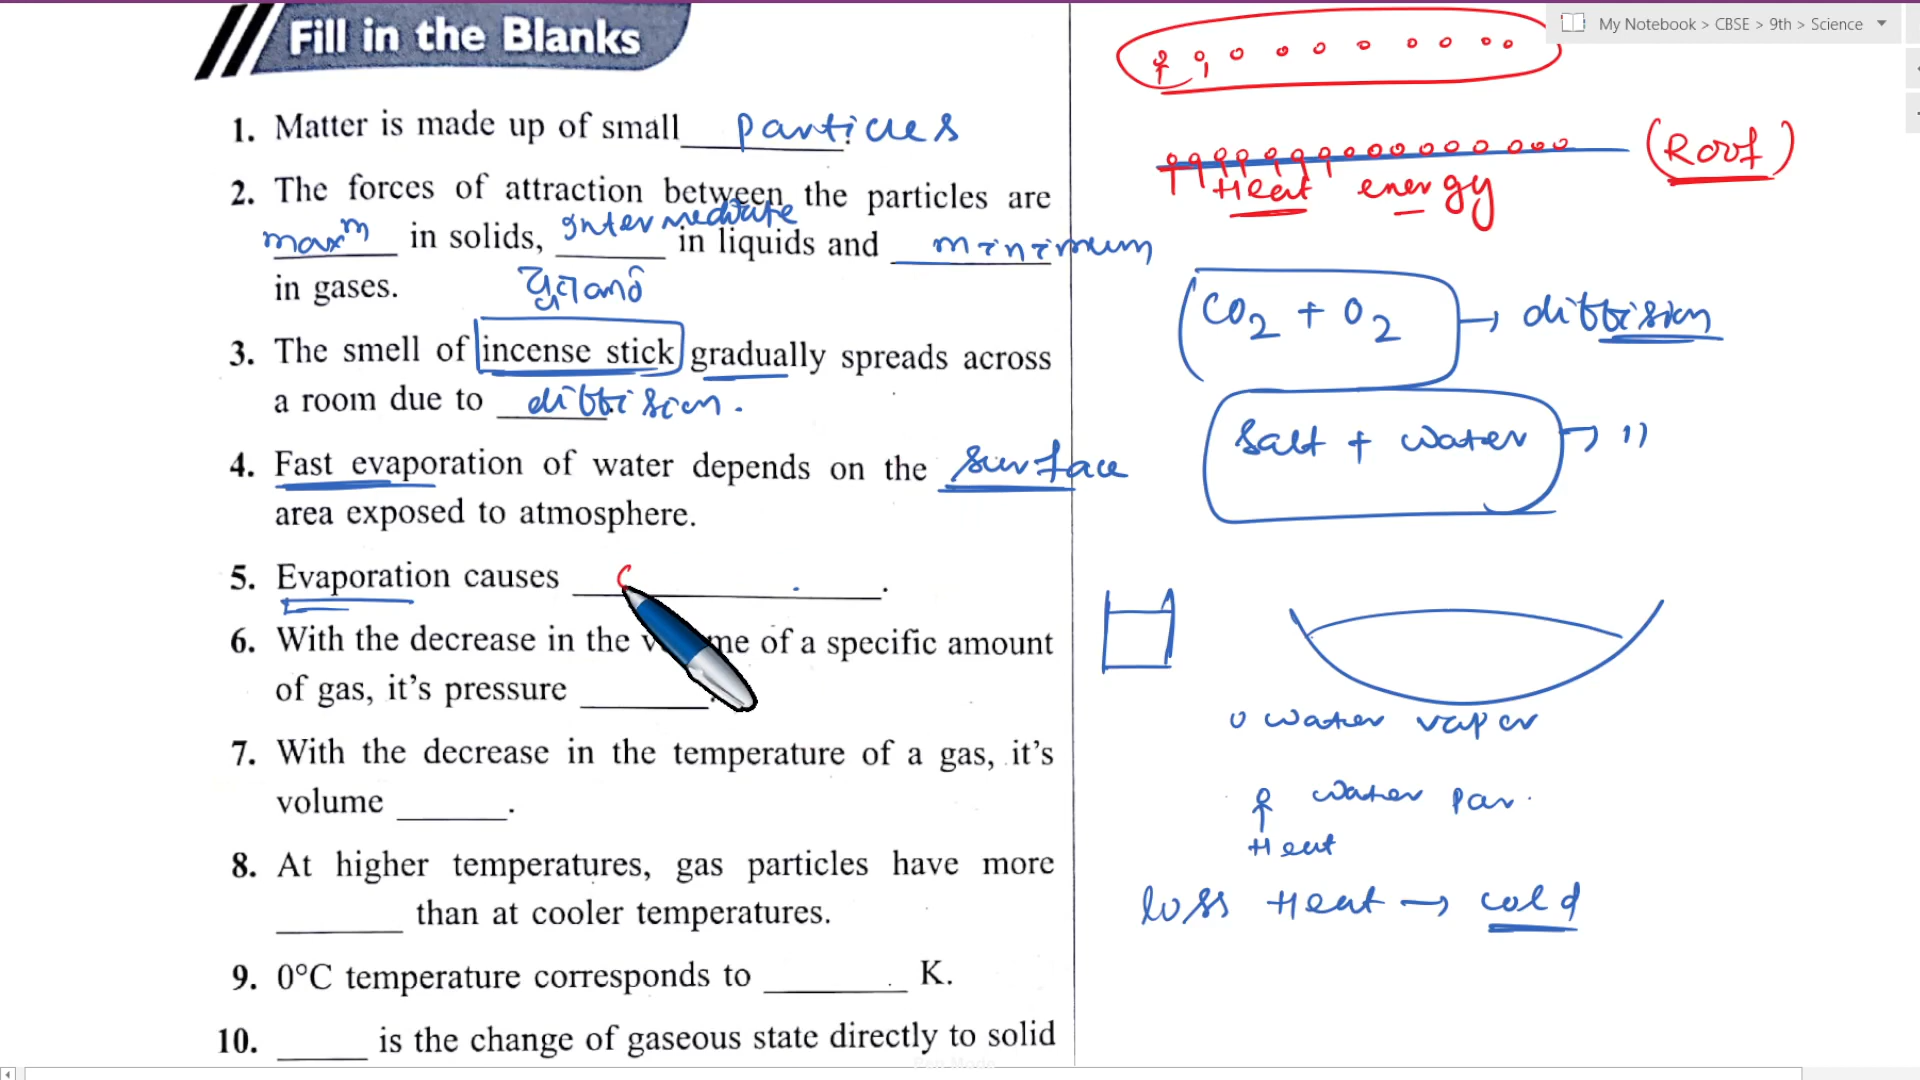 My Notebook > CBSE > 9th > Science
Fill in the Blanks
1. Matter is made up of small particles
2. The forces of attraction between the particles are
maxm in solids, intermediate in liquids and minimum
in gases.
3. The smell of incense stick gradually spreads across
a room due to diffusion.
4. Fast evaporation of water depends on the surface
area exposed to atmosphere.
5. Evaporation causes
6. With the decrease in the me of a specific amount
of gas, it's pressure
7. With the decrease in the temperature of a gas, it's
volume
8. At higher temperatures, gas particles have more
than at cooler temperatures.
9. 0°C temperature corresponds to K.
10. is the change of gaseous state directly to solid
(Roof)
Heat energy
CO2 + O2 → diffusion
Salt + water → "
water vapor
water par.
Heat
loss Heat → cold